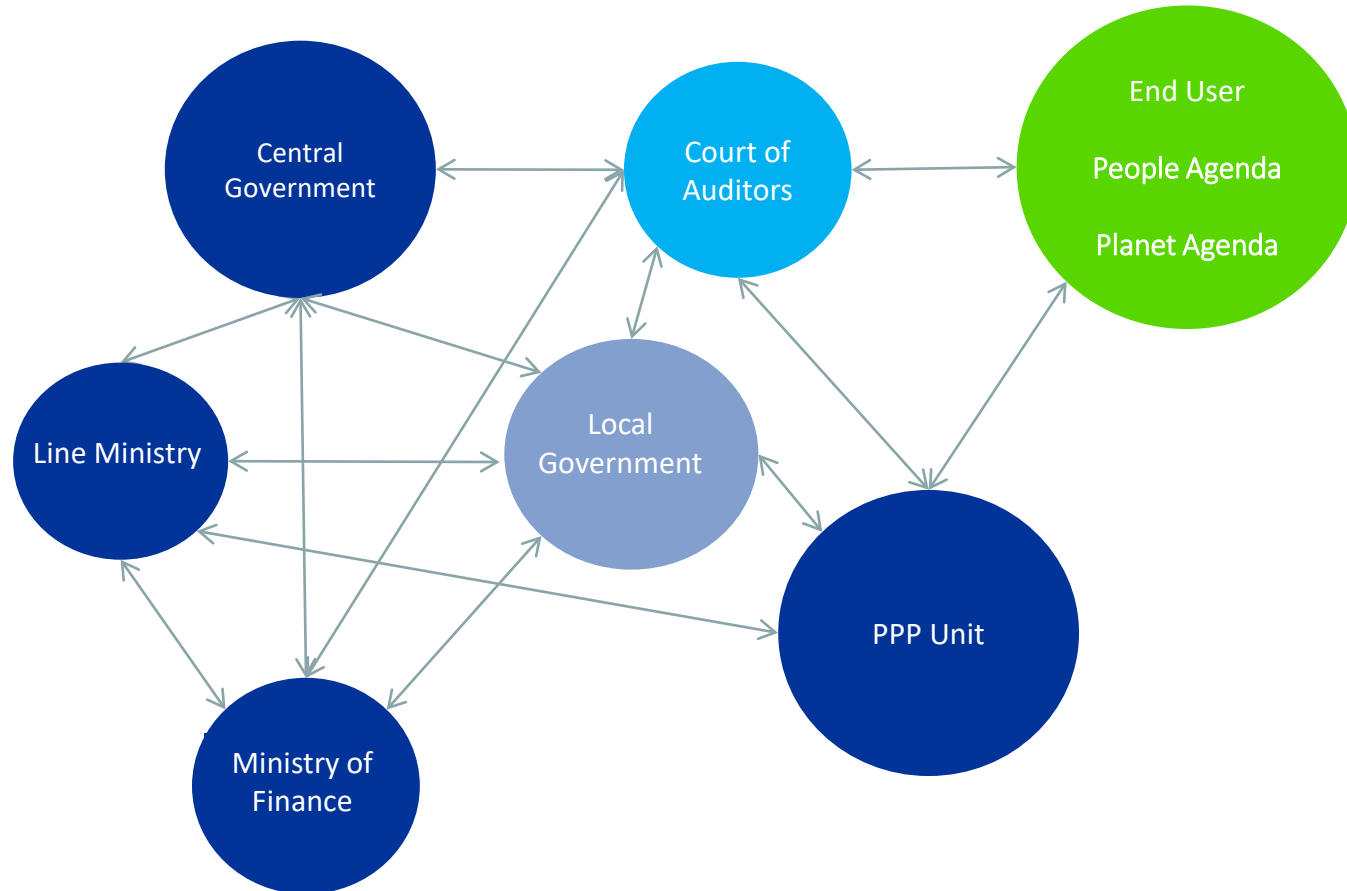 Central
Government
Court of
Auditors
End User
People Agenda
Planet Agenda
Line Ministry
Local
Government
PPP Unit
Ministry of
Finance